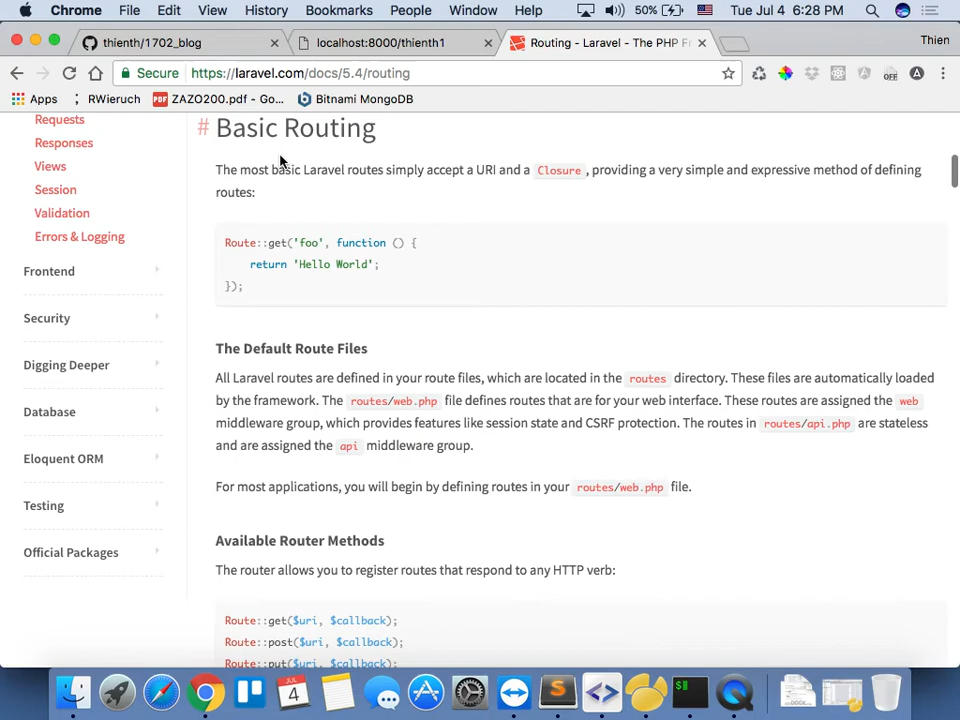 Chrome File Edit View History Bookmarks People Window Help 50% Tue Jul 4 6:28 PM
thienth/1702_blog × localhost:8000/thienth1 × Routing - Laravel - The PHP Fr × Thien
Secure https://laravel.com/docs/5.4/routing OFF A
Apps RWieruch PDF ZAZO200.pdf - Go... Bitnami MongoDB
Requests
Responses
Views
Session
Validation
Errors & Logging
Frontend
Security
Digging Deeper
Database
Eloquent ORM
Testing
Official Packages
# Basic Routing
The most basic Laravel routes simply accept a URI and a Closure, providing a very simple and expressive method of defining
routes:
Route::get('foo', function () {
return 'Hello World';
});
The Default Route Files
All Laravel routes are defined in your route files, which are located in the routes directory. These files are automatically loaded
by the framework. The routes/web.php file defines routes that are for your web interface. These routes are assigned the web
middleware group, which provides features like session state and CSRF protection. The routes in routes/api.php are stateless
and are assigned the api middleware group.
For most applications, you will begin by defining routes in your routes/web.php file.
Available Router Methods
The router allows you to register routes that respond to any HTTP verb:
Route::get($uri, $callback);
Route::post($uri, $callback);
Route::put($uri, $callback);
4